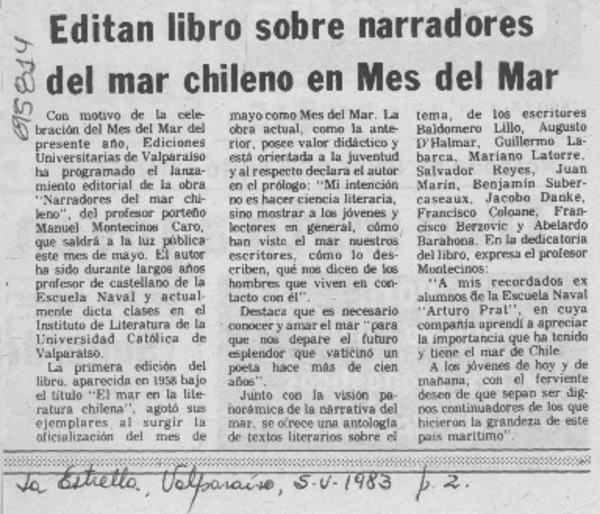 Editan libro sobre narradores
del mar chileno en Mes del Mar
Con motivo de la cele-
bración del Mes del Mar del
presente año, Ediciones
Universitarias de Valparaíso
ha programado el lanza-
miento editorial de la obra
"Narradores del mar chi-
leno", del profesor porteño
Manuel Montecinos Caro,
que saldrá a la luz pública
este mes de mayo. El autor
ha sido durante largos años
profesor de castellano de la
Escuela Naval y actual-
mente dicta clases en el
Instituto de Literatura de la
Universidad Católica de
Valparaíso.
La primera edición del
libro, aparecida en 1958 bajo
el título "El mar en la lite-
ratura chilena", agotó sus
ejemplares al surgir la
oficialización del mes de
mayo como Mes del Mar. La
obra actual, como la ante-
rior, posee valor didáctico y
está orientada a la juventud
y al respecto declara el autor
en el prólogo: "Mi intención
no es hacer ciencia literaria,
sino mostrar a los jóvenes y
lectores en general, cómo
han visto el mar nuestros
escritores, cómo lo des-
criben, qué nos dicen de los
hombres que viven en con-
tacto con él".
Destaca que es necesario
conocer y amar el mar "para
que nos depare el futuro
esplendor que vaticinó un
poeta hace más de cien
años".
Junto con la visión pa-
norámica de la narrativa del
mar, se ofrece una antología
de textos literarios sobre el
tema, de los escritores
Baldomero Lillo, Augusto
D'Halmar, Guillermo La-
barca, Mariano Latorre,
Salvador Reyes, Juan
Marín, Benjamín Suber-
caseaux, Jacobo Danke,
Francisco Coloane, Fran-
cisco Berzovic y Abelardo
Barahona. En la dedicatoria
del libro, expresa el profesor
Montecinos:
"A mis recordados ex
alumnos de la Escuela Naval
"Arturo Prat", en cuya
compañía aprendí a apreciar
la importancia que ha tenido
y tiene el mar de Chile.
A los jóvenes de hoy y de
mañana, con el ferviente
deseo de que sepan ser dig-
nos continuadores de los que
hicieron la grandeza de este
país marítimo".
La Estrella, Valparaíso, 5-V-1983 p. 2.